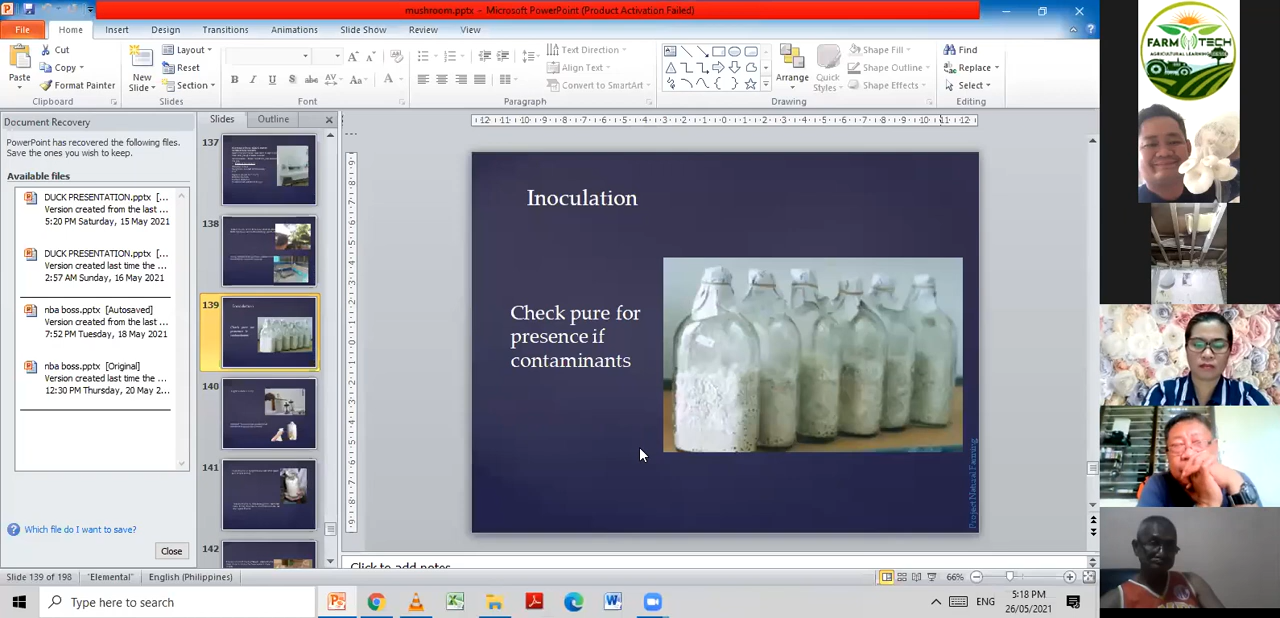 mushroom.pptx - Microsoft PowerPoint (Product Activation Failed)
File Home Insert Design Transitions Animations Slide Show Review View
Paste
Cut
Copy
Format Painter
Clipboard
New
Slide
Layout
Reset
Section
Slides
B I U S abc AV Aa A
Font
Text Direction
Align Text
Convert to SmartArt
Paragraph
Arrange
Quick
Styles
Shape Fill
Shape Outline
Shape Effects
Drawing
Find
Replace
Select
Editing
Document Recovery
PowerPoint has recovered the following files.
Save the ones you wish to keep.
Available files
DUCK PRESENTATION.pptx [...
Version created from the last ...
5:20 PM Saturday, 15 May 2021
DUCK PRESENTATION.pptx [...
Version created last time the ...
2:57 AM Sunday, 16 May 2021
nba boss.pptx [Autosaved]
Version created from the last ...
7:52 PM Tuesday, 18 May 2021
nba boss.pptx [Original]
Version created last time the ...
12:30 PM Thursday, 20 May 2...
Which file do I want to save?
Close
Slides Outline
137
138
139
140
141
142
Inoculation
Check pure for
presence if
contaminants
Project Natural Farming
Click to add notes
Slide 139 of 198 "Elemental" English (Philippines) 66%
Type here to search
ENG
5:18 PM
26/05/2021
FARM TECH
AGRICULTURAL LEARNING